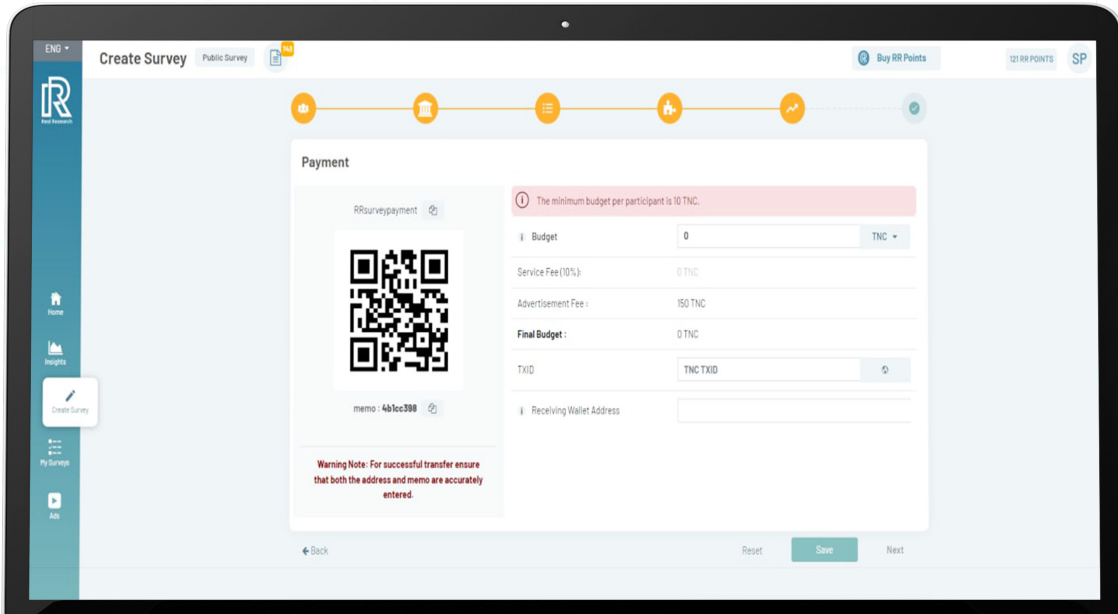 ENG
Create Survey
Public Survey
Buy RR Points
121 RR POINTS
SP
RR
Real Research
Payment
RRsurveypayment
The minimum budget per participant is 10 TNC.
Budget
0
TNC
Service Fee (10%):
0 TNC
Advertisement Fee :
150 TNC
Final Budget :
0 TNC
TXID
TNC TXID
memo : 4b1cc398
Receiving Wallet Address
Warning Note : For successful transfer ensure
that both the address and memo are accurately
entered.
Home
Insights
Create Survey
My Surveys
Ads
Back
Reset
Save
Next